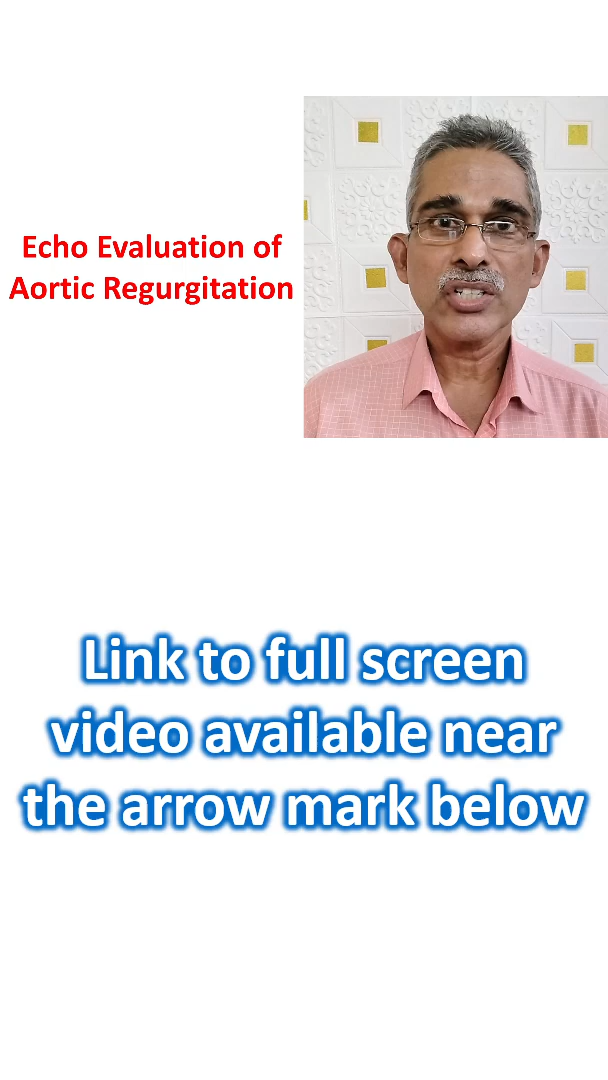 Echo Evaluation of
Aortic Regurgitation
Link to full screen
video available near
the arrow mark below